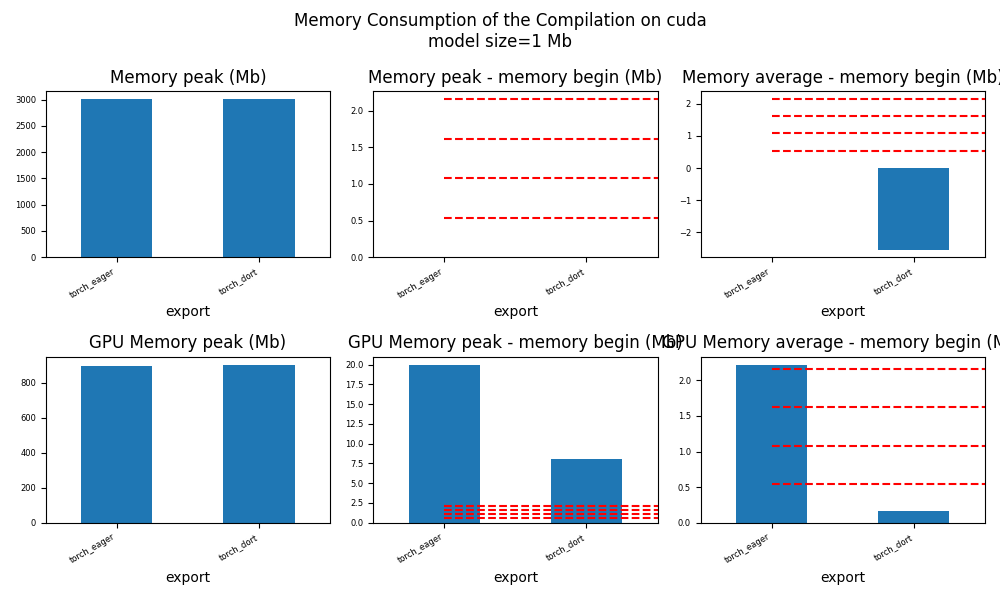 Memory Consumption of the Compilation on cuda
model size=1 Mb
Memory peak (Mb)
3000
2500
2000
1500
1000
500
0
torch_eager
torch_dort
export
Memory peak - memory begin (Mb)
2.0
1.5
1.0
0.5
0.0
torch_eager
torch_dort
export
Memory average - memory begin (Mb)
2
1
0
−1
−2
torch_eager
torch_dort
export
GPU Memory peak (Mb)
800
600
400
200
0
torch_eager
torch_dort
export
GPU Memory peak - memory begin (Mb)
20.0
17.5
15.0
12.5
10.0
7.5
5.0
2.5
0.0
torch_eager
torch_dort
export
GPU Memory average - memory begin (M
2.0
1.5
1.0
0.5
0.0
torch_eager
torch_dort
export